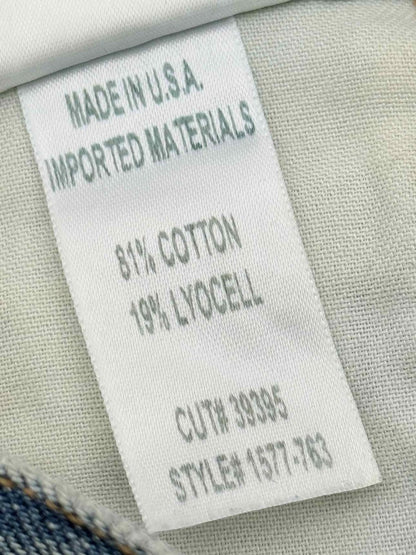 MADE IN U.S.A.
IMPORTED MATERIALS
81% COTTON
19% LYOCELL
CUT# 39395
STYLE# 1577-763